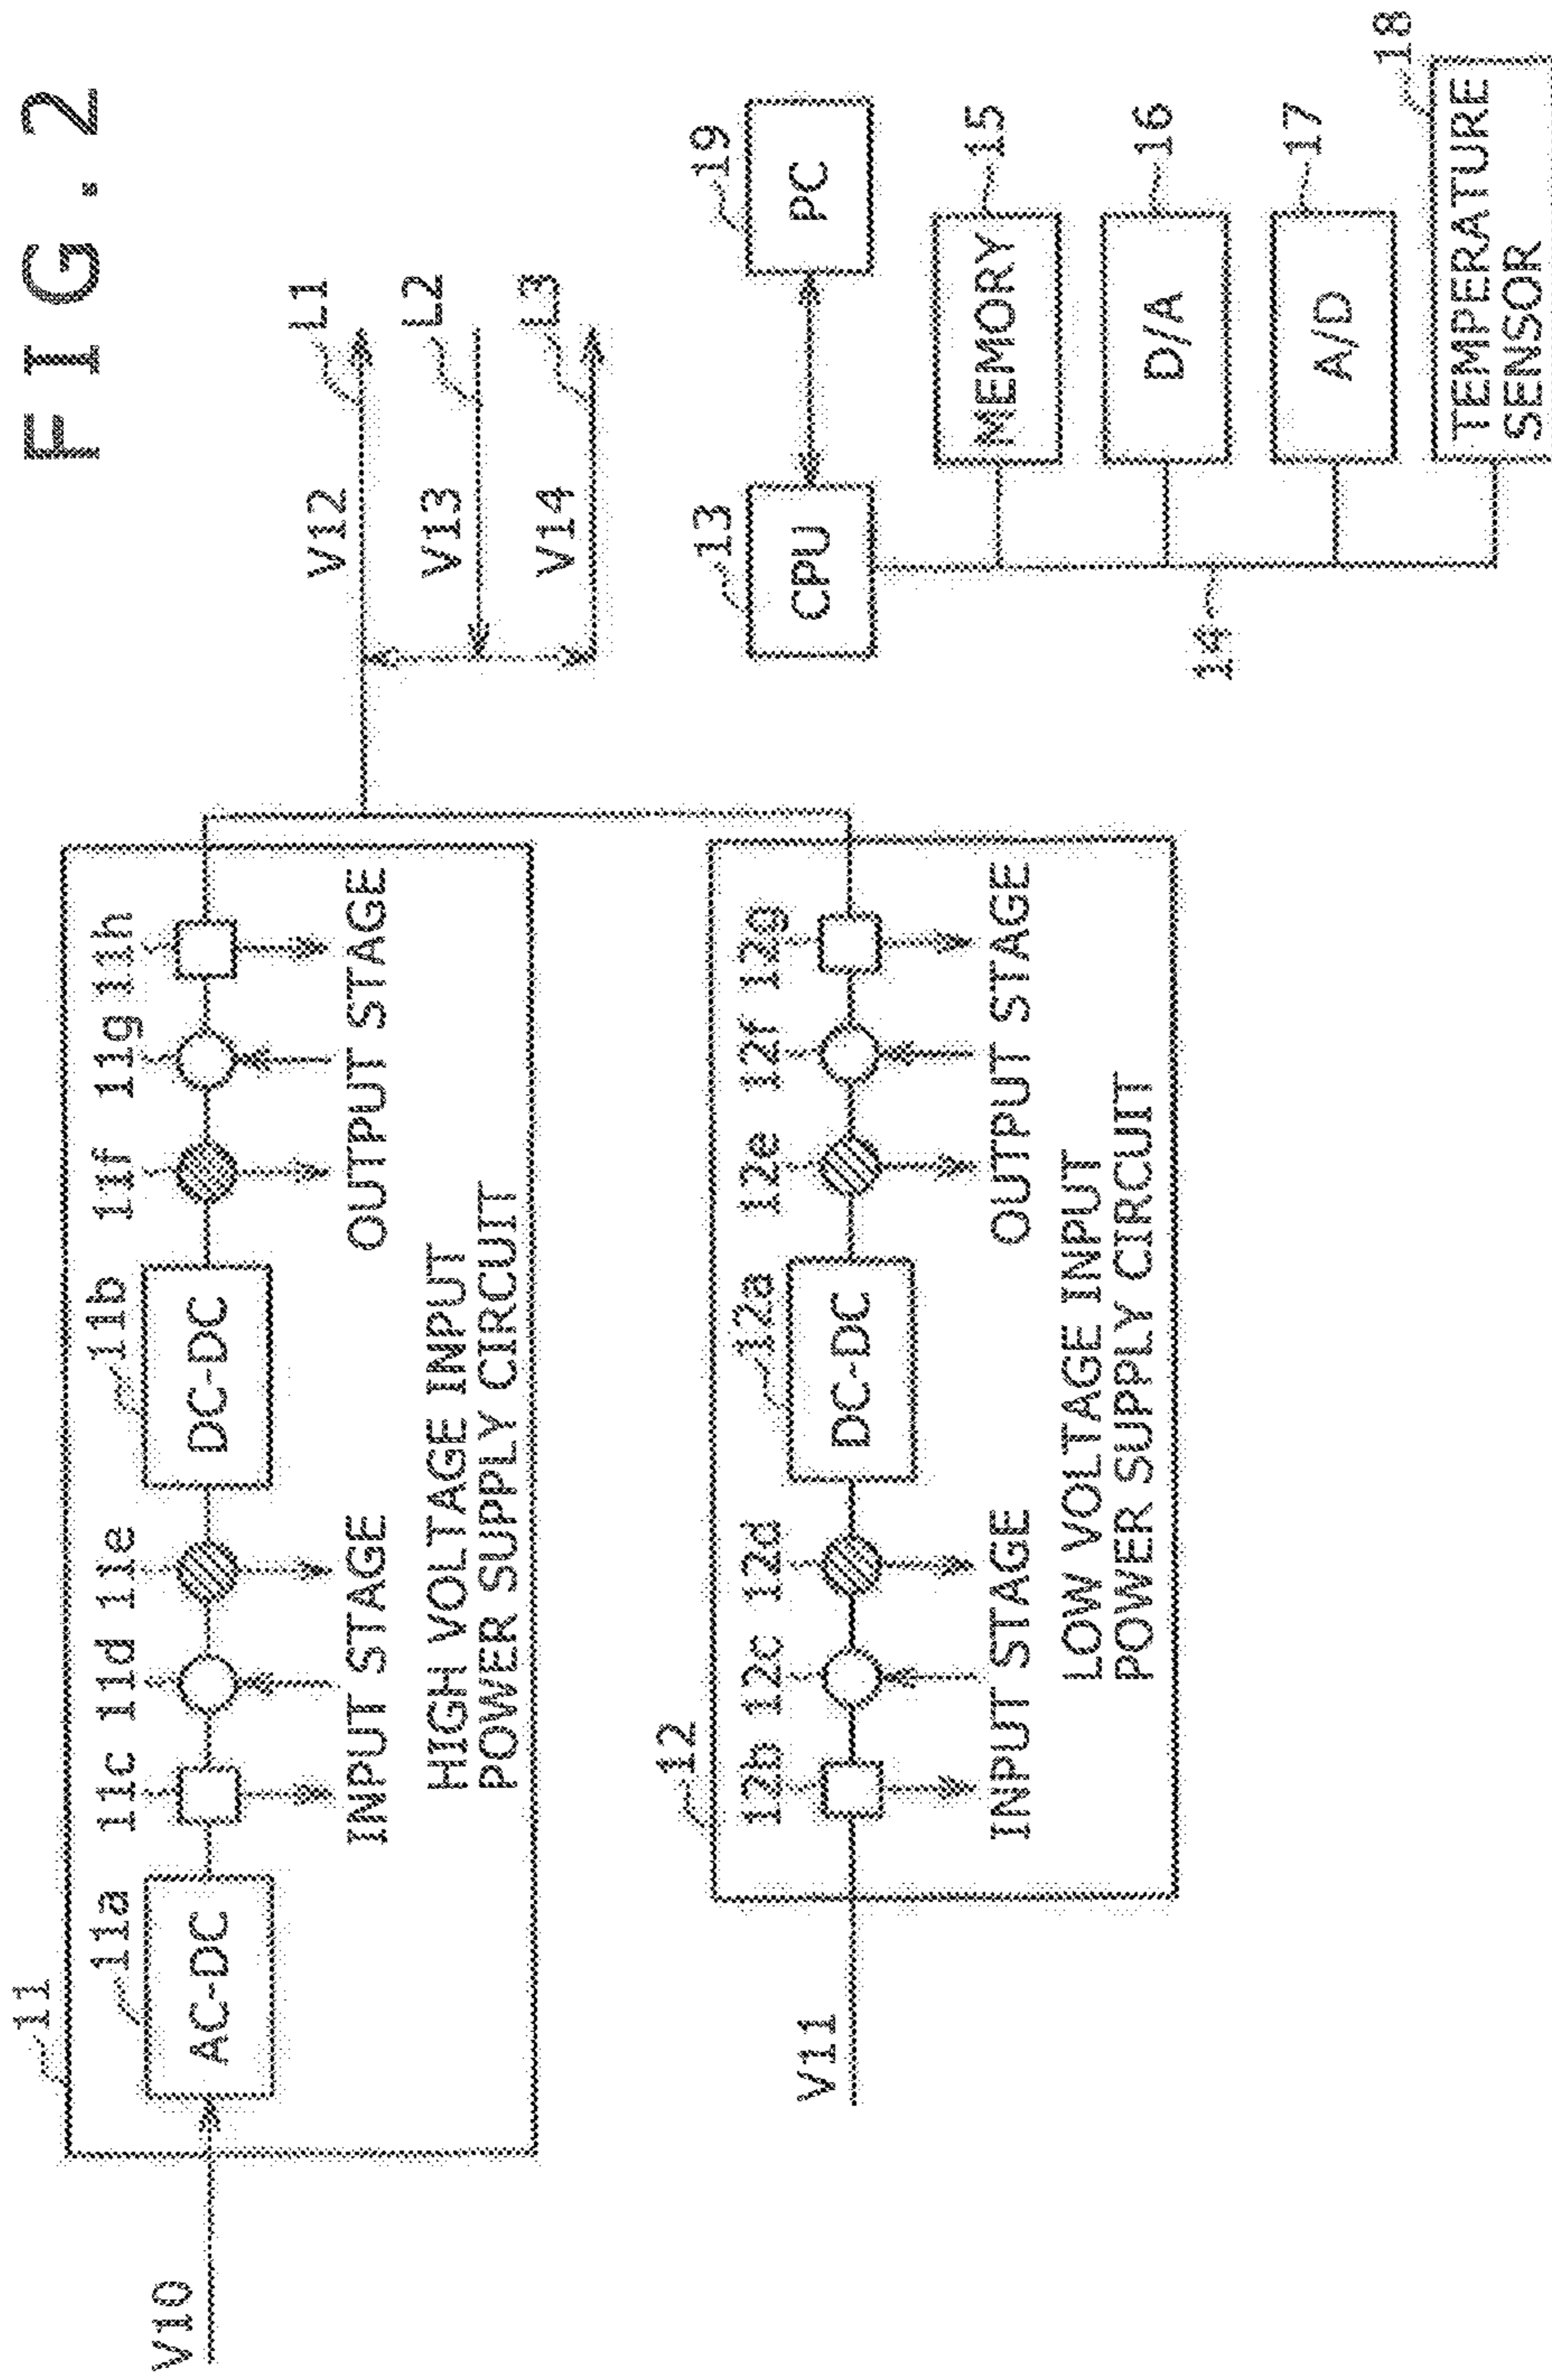 FIG. 2
11
V10
11a
AC-DC
11c 11d 11e
INPUT STAGE
11b
DC-DC
11f 11g 11h
OUTPUT STAGE
HIGH VOLTAGE INPUT
POWER SUPPLY CIRCUIT
V12
L1
V13
L2
V14
L3
12
V11
12b 12c 12d
INPUT STAGE
12a
DC-DC
12e 12f 12g
OUTPUT STAGE
LOW VOLTAGE INPUT
POWER SUPPLY CIRCUIT
13
CPU
19
PC
14
MEMORY
15
D/A
16
A/D
17
18
TEMPERATURE
SENSOR